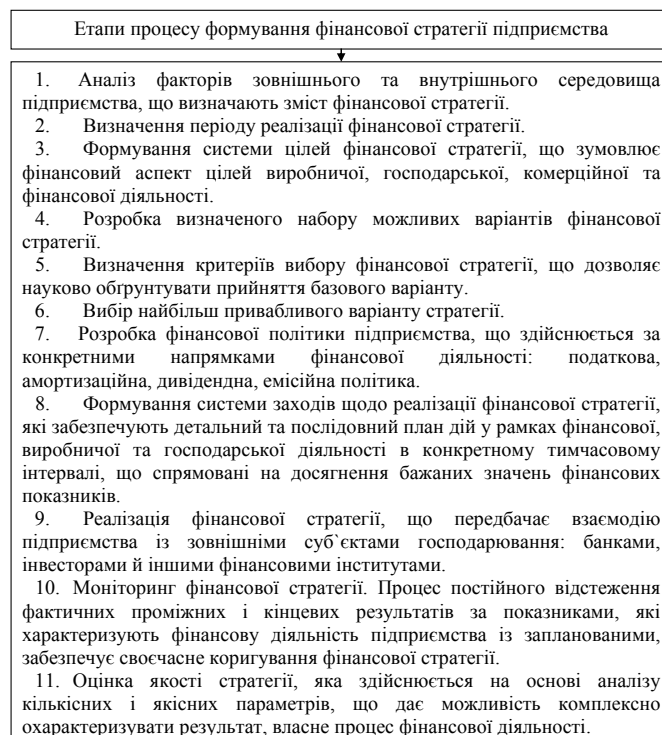 Етапи процесу формування фінансової стратегії підприємства
1. Аналіз факторів зовнішнього та внутрішнього середовища
підприємства, що визначають зміст фінансової стратегії.
2. Визначення періоду реалізації фінансової стратегії.
3. Формування системи цілей фінансової стратегії, що зумовлює
фінансовий аспект цілей виробничої, господарської, комерційної та
фінансової діяльності.
4. Розробка визначеного набору можливих варіантів фінансової
стратегії.
5. Визначення критеріїв вибору фінансової стратегії, що дозволяє
науково обґрунтувати прийняття базового варіанту.
6. Вибір найбільш привабливого варіанту стратегії.
7. Розробка фінансової політики підприємства, що здійснюється за
конкретними напрямками фінансової діяльності: податкова,
амортизаційна, дивідендна, емісійна політика.
8. Формування системи заходів щодо реалізації фінансової стратегії,
які забезпечують детальний та послідовний план дій у рамках фінансової,
виробничої та господарської діяльності в конкретному тимчасовому
інтервалі, що спрямовані на досягнення бажаних значень фінансових
показників.
9. Реалізація фінансової стратегії, що передбачає взаємодію
підприємства із зовнішніми суб`єктами господарювання: банками,
інвесторами й іншими фінансовими інститутами.
10. Моніторинг фінансової стратегії. Процес постійного відстеження
фактичних проміжних і кінцевих результатів за показниками, які
характеризують фінансову діяльність підприємства із запланованими,
забезпечує своєчасне коригування фінансової стратегії.
11. Оцінка якості стратегії, яка здійснюється на основі аналізу
кількісних і якісних параметрів, що дає можливість комплексно
охарактеризувати результат, власне процес фінансової діяльності.